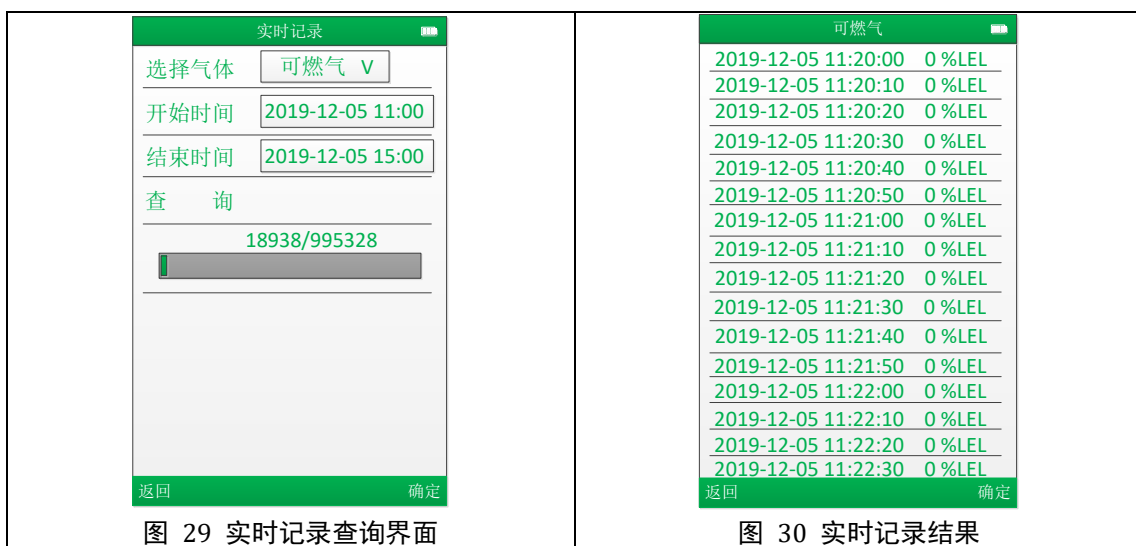 实时记录
选择气体 可燃气 V
开始时间 2019-12-05 11:00
结束时间 2019-12-05 15:00
查 询
18938/995328
返回 确定
图 29 实时记录查询界面
可燃气
2019-12-05 11:20:00 0 %LEL
2019-12-05 11:20:10 0 %LEL
2019-12-05 11:20:20 0 %LEL
2019-12-05 11:20:30 0 %LEL
2019-12-05 11:20:40 0 %LEL
2019-12-05 11:20:50 0 %LEL
2019-12-05 11:21:00 0 %LEL
2019-12-05 11:21:10 0 %LEL
2019-12-05 11:21:20 0 %LEL
2019-12-05 11:21:30 0 %LEL
2019-12-05 11:21:40 0 %LEL
2019-12-05 11:21:50 0 %LEL
2019-12-05 11:22:00 0 %LEL
2019-12-05 11:22:10 0 %LEL
2019-12-05 11:22:20 0 %LEL
2019-12-05 11:22:30 0 %LEL
返回 确定
图 30 实时记录结果